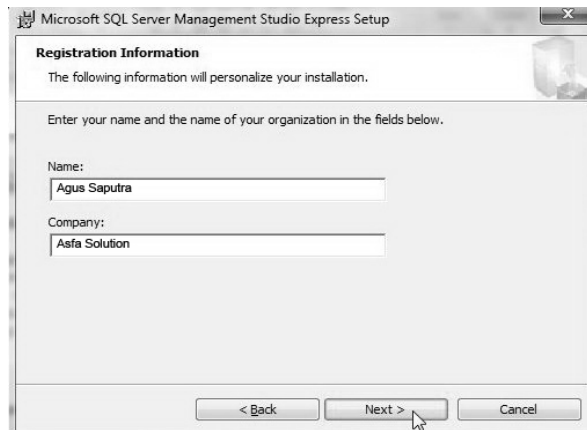 Microsoft SQL Server Management Studio Express Setup
Registration Information
The following information will personalize your installation.
Enter your name and the name of your organization in the fields below.
Name:
Agus Saputra
Company:
Asfa Solution
< Back Next > Cancel